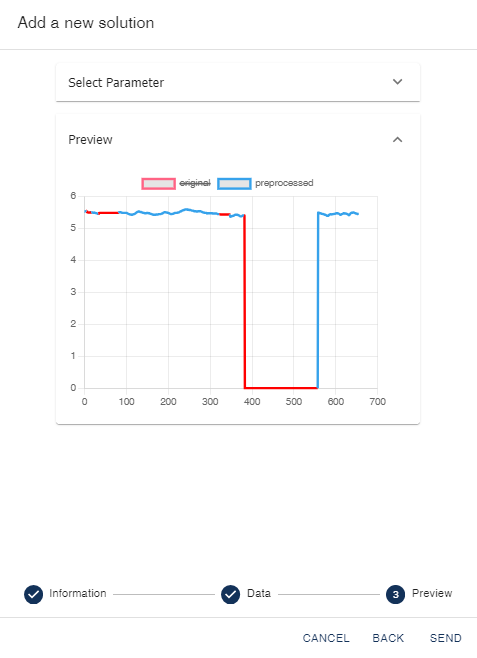 Add a new solution
Select Parameter
Preview
original preprocessed
6
5
4
3
2
1
0
0 100 200 300 400 500 600 700
Information Data 3 Preview
CANCEL BACK SEND